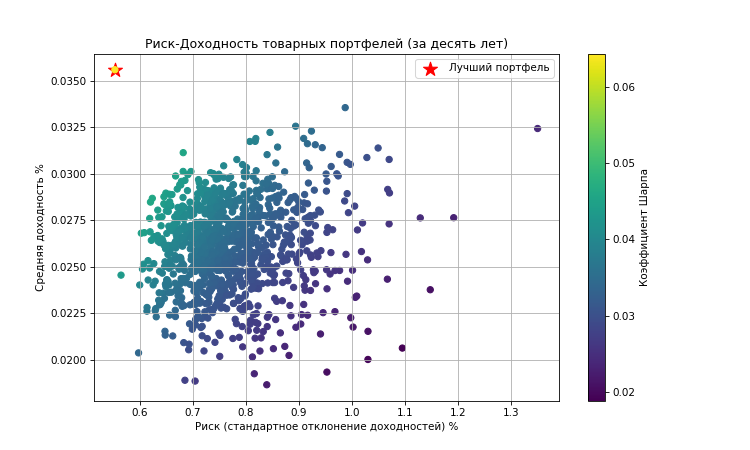 Риск-Доходность товарных портфелей (за десять лет)
Лучший портфель
Средняя доходность %
0.0350
0.0325
0.0300
0.0275
0.0250
0.0225
0.0200
0.6 0.7 0.8 0.9 1.0 1.1 1.2 1.3
Риск (стандартное отклонение доходностей) %
0.06
0.05
0.04
0.03
0.02
Коэффициент Шарпа